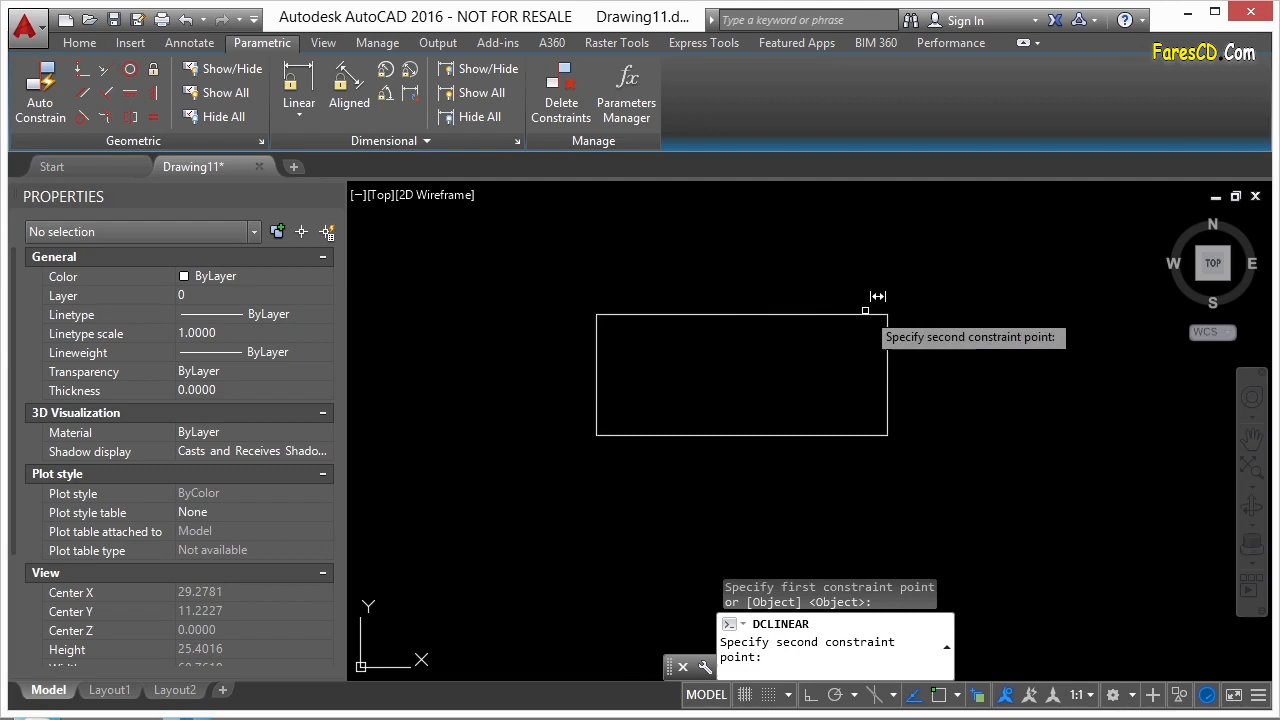 Autodesk AutoCAD 2016 - NOT FOR RESALE Drawing11.d... Type a keyword or phrase Sign In
Home Insert Annotate Parametric View Manage Output Add-ins A360 Raster Tools Express Tools Featured Apps BIM 360 Performance
FaresCD.Com
Auto Constrain
Show/Hide
Show All
Hide All
Linear
Aligned
Show/Hide
Show All
Hide All
Delete Constraints
Parameters Manager
Geometric
Dimensional
Manage
Start
Drawing11*
PROPERTIES
[−][Top][2D Wireframe]
No selection
General
Color ByLayer
Layer 0
Linetype ByLayer
Linetype scale 1.0000
Lineweight ByLayer
Transparency ByLayer
Thickness 0.0000
3D Visualization
Material ByLayer
Shadow display Casts and Receives Shado...
Plot style
Plot style ByColor
Plot style table None
Plot table attached to Model
Plot table type Not available
View
Center X 29.2781
Center Y 11.2227
Center Z 0.0000
Height 25.4016
N
W TOP E
S
WCS
Specify second constraint point:
Y
X
Specify first constraint point
or [Object] <Object>:
DCLINEAR
Specify second constraint
point:
Model Layout1 Layout2
MODEL 1:1